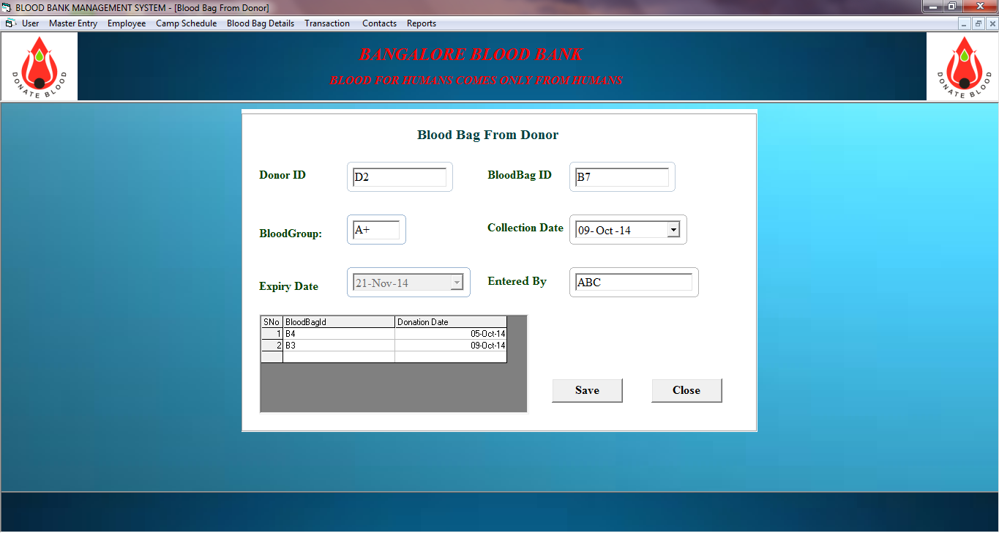 BLOOD BANK MANAGEMENT SYSTEM - [Blood Bag From Donor]
User Master Entry Employee Camp Schedule Blood Bag Details Transaction Contacts Reports
DONATE BLOOD
BANGALORE BLOOD BANK
BLOOD FOR HUMANS COMES ONLY FROM HUMANS
DONATE BLOOD
Blood Bag From Donor
Donor ID D2 BloodBag ID B7
BloodGroup: A+ Collection Date 09-Oct-14
Expiry Date 21-Nov-14 Entered By ABC
SNo BloodBagId Donation Date
1 B4 05-Oct-14
2 B3 09-Oct-14
Save Close